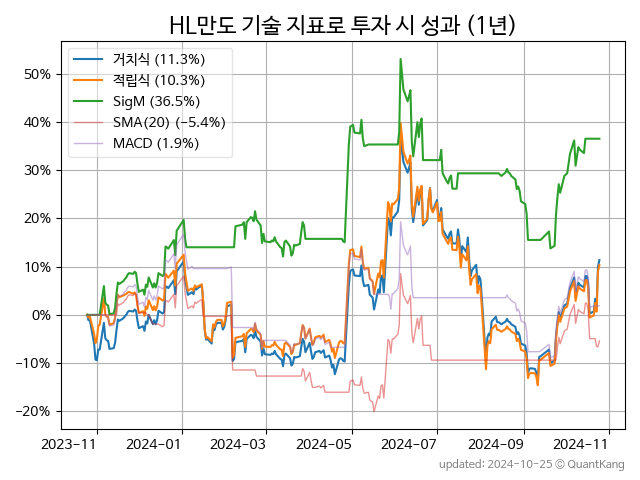 HL만도 기술 지표로 투자 시 성과 (1년)
거치식 (11.3%)
적립식 (10.3%)
SigM (36.5%)
SMA(20) (−5.4%)
MACD (1.9%)
50%
40%
30%
20%
10%
0%
−10%
−20%
2023-11 2024-01 2024-03 2024-05 2024-07 2024-09 2024-11
updated: 2024-10-25 ⓒ QuantKang